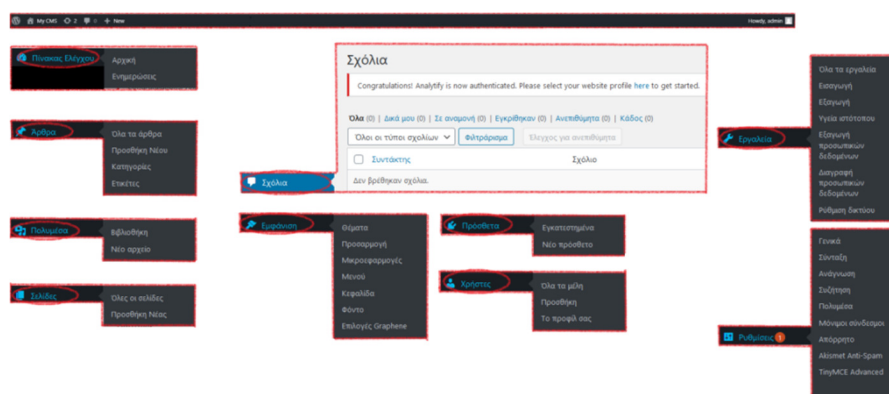 My CMS 2 0 + New Howdy, admin
Πίνακας Ελέγχου
Αρχική
Ενημερώσεις
Άρθρα
Όλα τα άρθρα
Προσθήκη Νέου
Κατηγορίες
Ετικέτες
Πολυμέσα
Βιβλιοθήκη
Νέο αρχείο
Σελίδες
Όλες οι σελίδες
Προσθήκη Νέας
Σχόλια
Σχόλια
Congratulations! Analytify is now authenticated. Please select your website profile here to get started.
Όλα (0) | Δικά μου (0) | Σε αναμονή (0) | Εγκρίθηκαν (0) | Ανεπιθύμητα (0) | Κάδος (0)
Όλοι οι τύποι σχολίων Φιλτράρισμα Έλεγχος για ανεπιθύμητα
Συντάκτης Σχόλιο
Δεν βρέθηκαν σχόλια.
Εμφάνιση
Θέματα
Προσαρμογή
Μικροεφαρμογές
Μενού
Κεφαλίδα
Φόντο
Επιλογές Graphene
Πρόσθετα
Εγκατεστημένα
Νέο πρόσθετο
Χρήστες
Όλα τα μέλη
Προσθήκη
Το προφίλ σας
Εργαλεία
Όλα τα εργαλεία
Εισαγωγή
Εξαγωγή
Υγεία ιστότοπου
Εξαγωγή
προσωπικών
δεδομένων
Διαγραφή
προσωπικών
δεδομένων
Ρύθμιση δικτύου
Ρυθμίσεις 1
Γενικά
Σύνταξη
Ανάγνωση
Συζήτηση
Πολυμέσα
Μόνιμοι σύνδεσμοι
Απόρρητο
Akismet Anti-Spam
TinyMCE Advanced